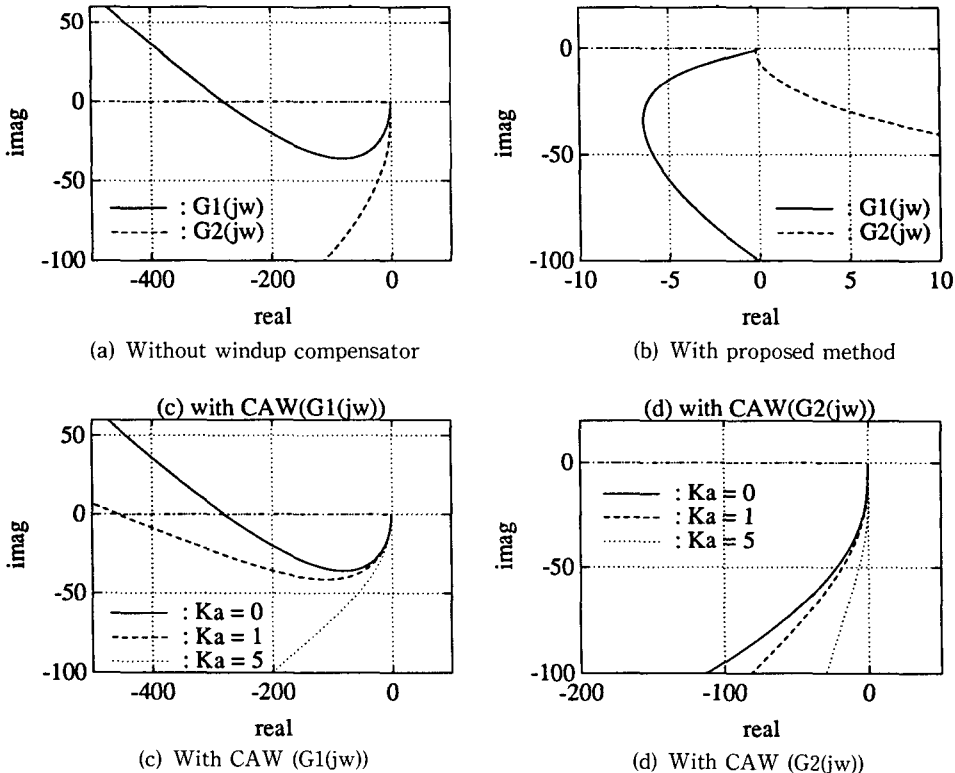 50
0
-50
-100
imag
: G1(jw)
: G2(jw)
-400
-200
0
real
(a) Without windup compensator
0
-50
-100
imag
: G1(jw)
: G2(jw)
-10
-5
0
5
10
real
(b) With proposed method
(c) with CAW(G1(jw))
50
0
-50
-100
imag
: Ka = 0
: Ka = 1
: Ka = 5
-400
-200
0
real
(c) With CAW (G1(jw))
(d) with CAW(G2(jw))
0
-50
-100
imag
: Ka = 0
: Ka = 1
: Ka = 5
-200
-100
0
real
(d) With CAW (G2(jw))